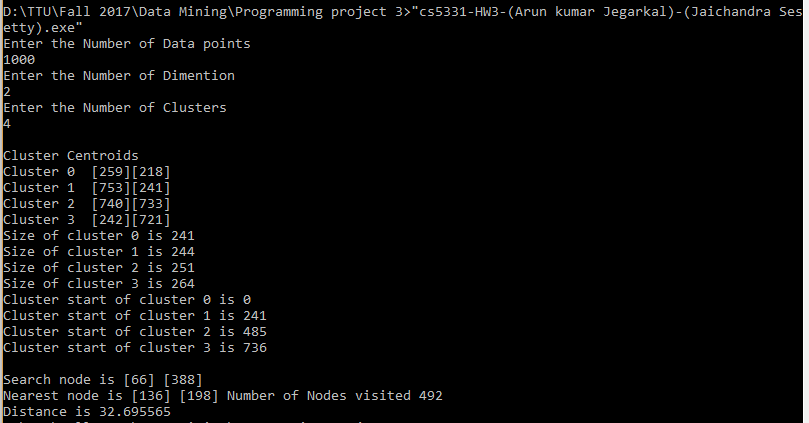 D:\TTU\Fall 2017\Data Mining\Programming project 3>"cs5331-HW3-(Arun kumar Jegarkal)-(Jaichandra Ses
etty).exe"
Enter the Number of Data points
1000
Enter the Number of Dimention
2
Enter the Number of Clusters
4
Cluster Centroids
Cluster 0  [259][218]
Cluster 1  [753][241]
Cluster 2  [740][733]
Cluster 3  [242][721]
Size of cluster 0 is 241
Size of cluster 1 is 244
Size of cluster 2 is 251
Size of cluster 3 is 264
Cluster start of cluster 0 is 0
Cluster start of cluster 1 is 241
Cluster start of cluster 2 is 485
Cluster start of cluster 3 is 736
Search node is [66] [388]
Nearest node is [136] [198] Number of Nodes visited 492
Distance is 32.695565